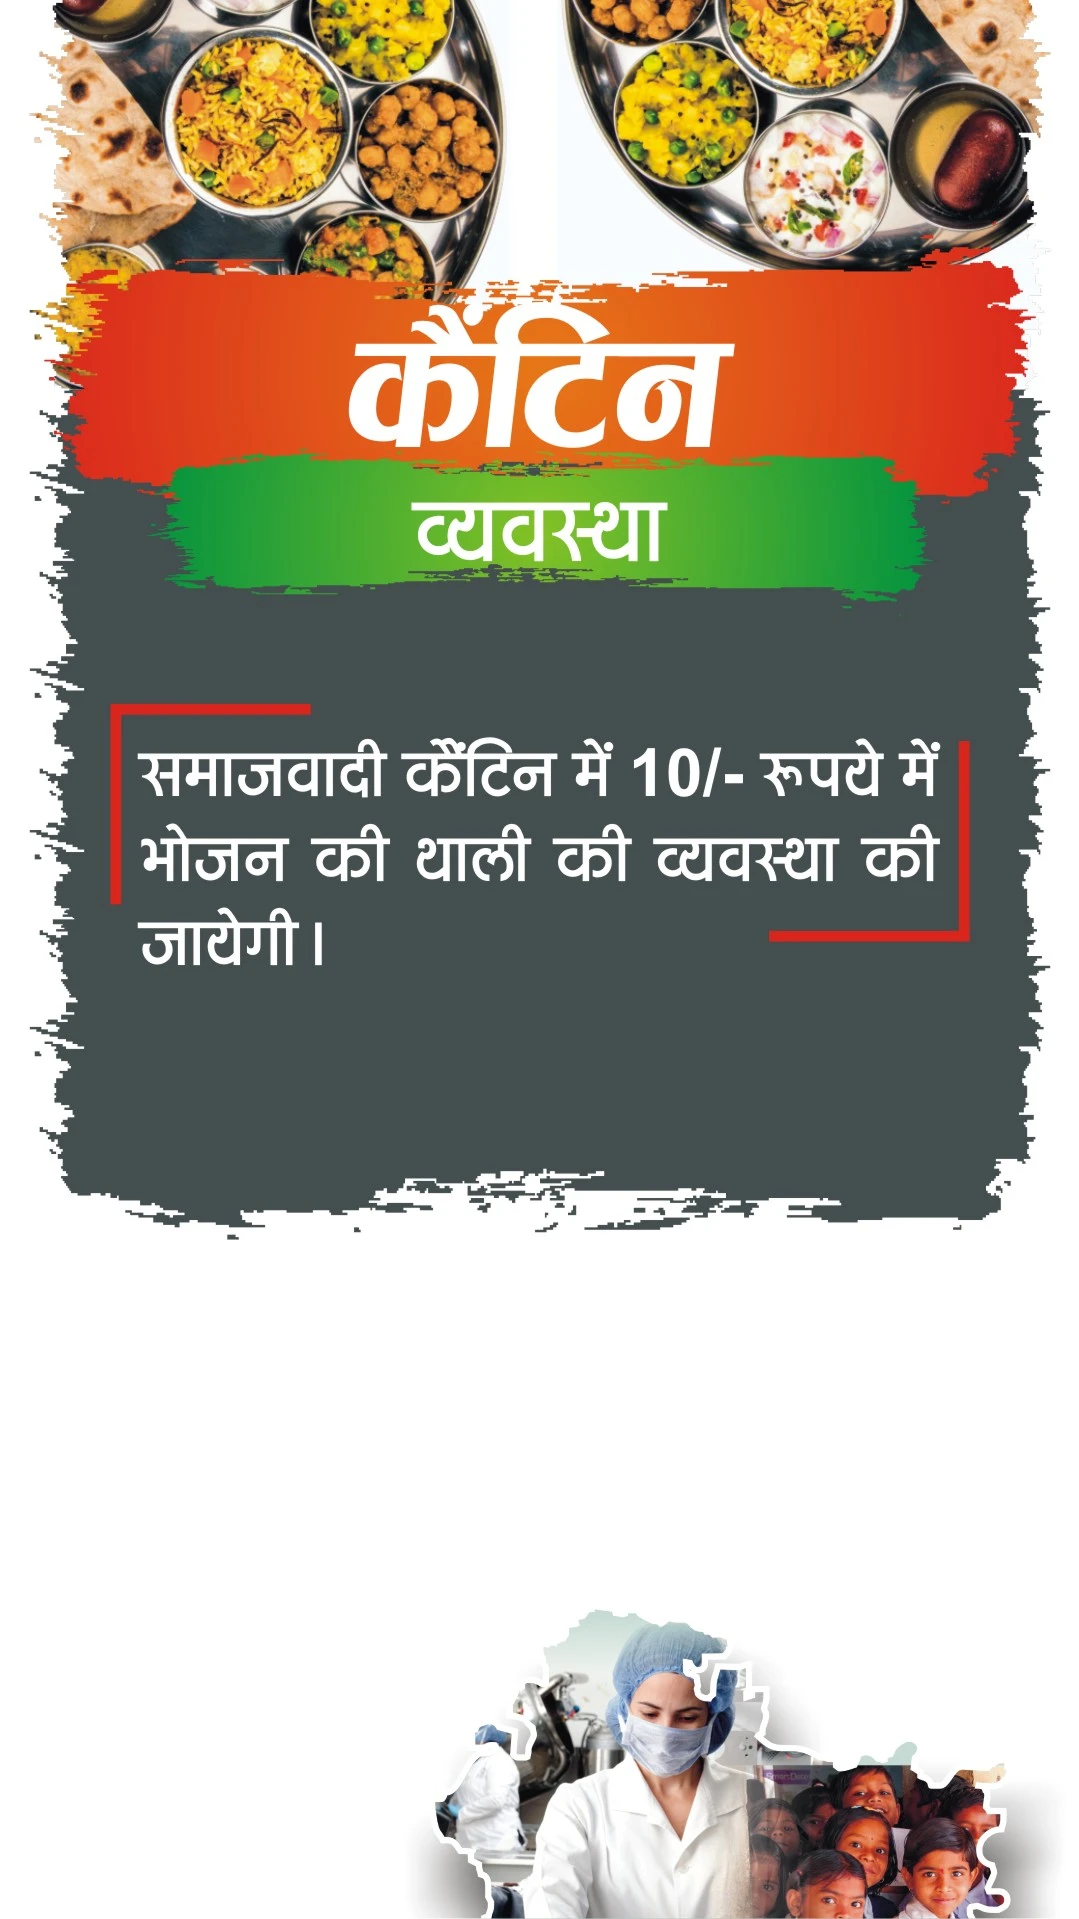 कैंटिन
व्यवस्था
समाजवादी कैंटिन में 10/- रूपये में
भोजन की थाली की व्यवस्था की
जायेगी।